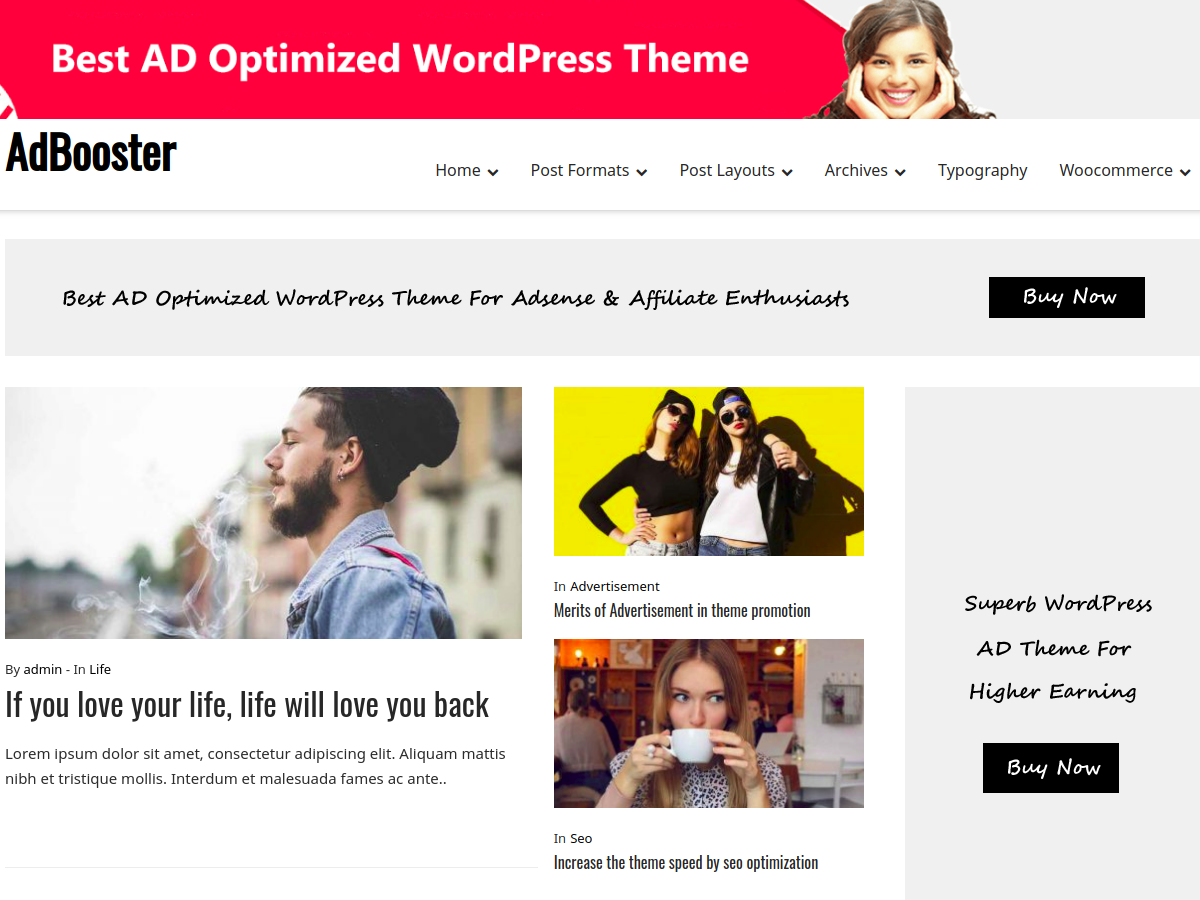 Best AD Optimized WordPress Theme
AdBooster
Home
Post Formats
Post Layouts
Archives
Typography
Woocommerce
Best AD Optimized WordPress Theme For Adsense & Affiliate Enthusiasts
Buy Now
By admin - In Life
If you love your life, life will love you back
Lorem ipsum dolor sit amet, consectetur adipiscing elit. Aliquam mattis
nibh et tristique mollis. Interdum et malesuada fames ac ante..
In Advertisement
Merits of Advertisement in theme promotion
In Seo
Increase the theme speed by seo optimization
Superb WordPress
AD Theme For
Higher Earning
Buy Now